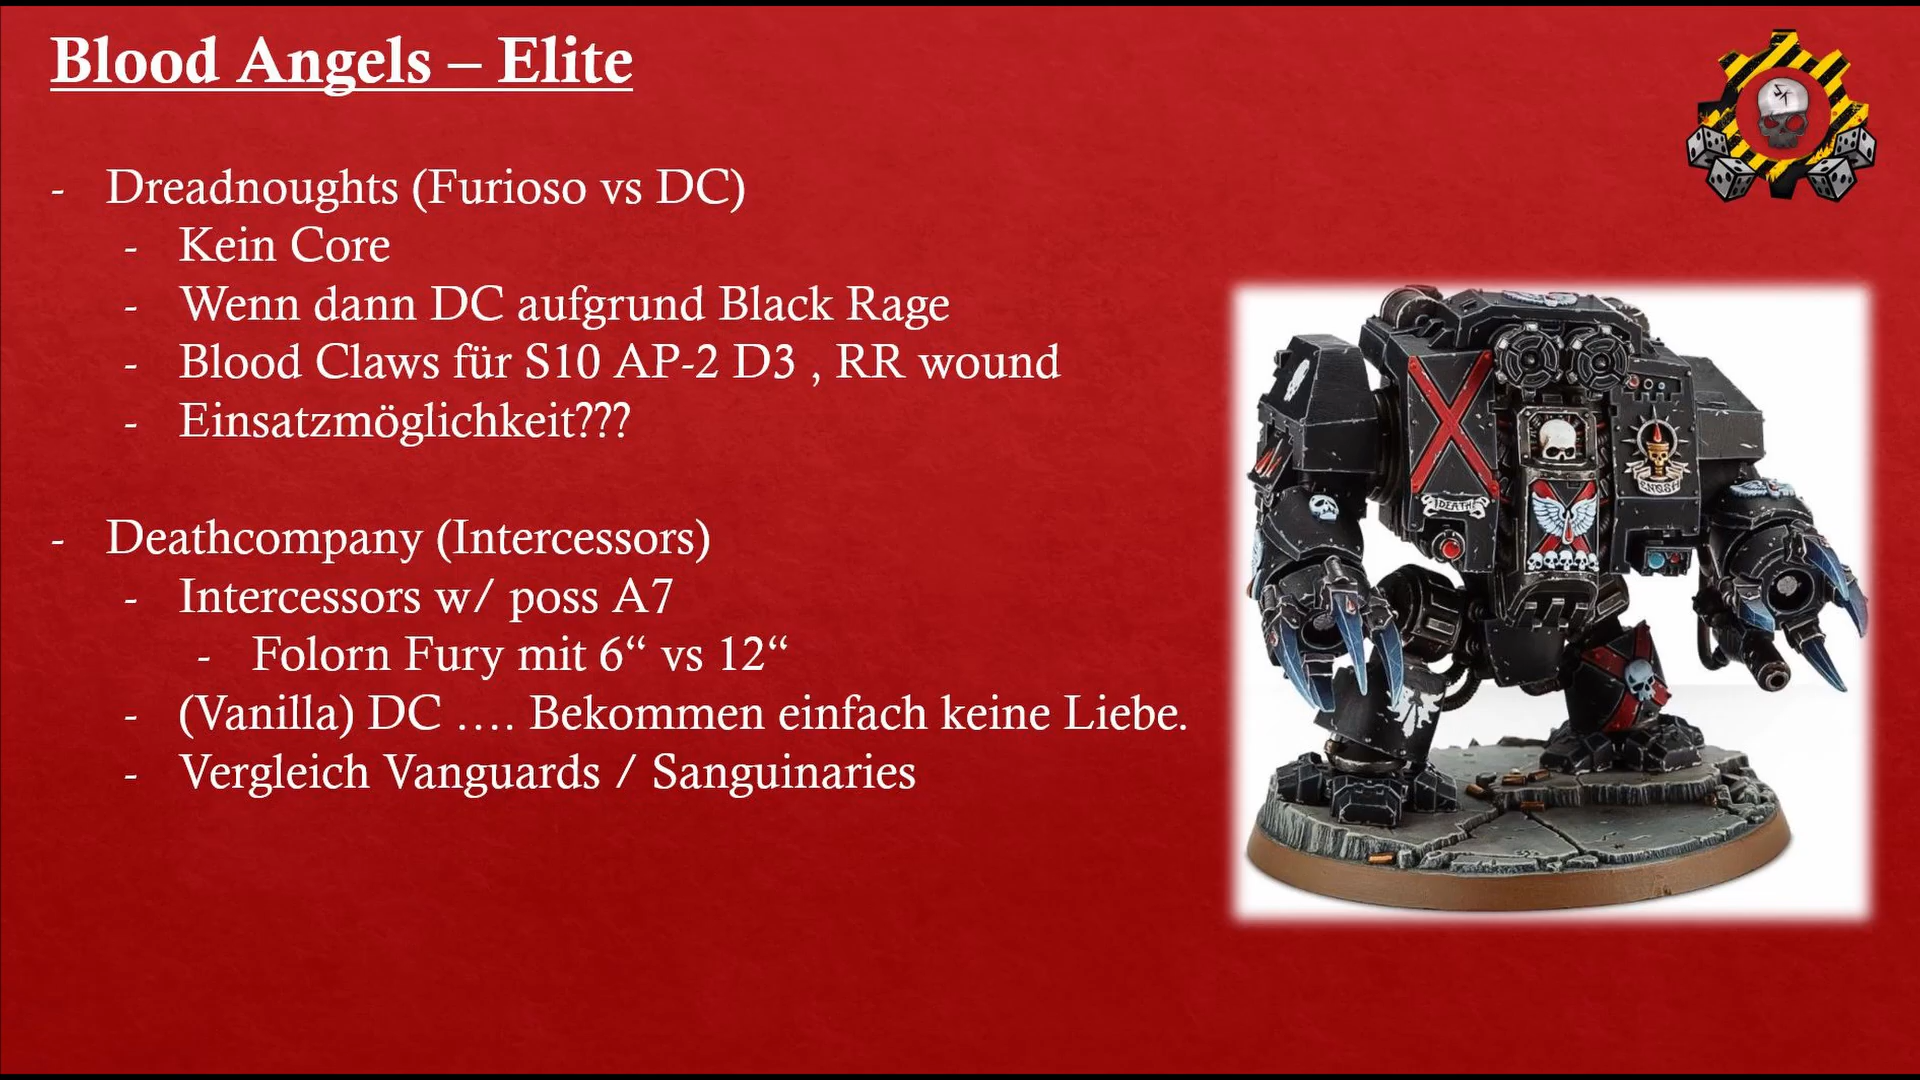 Blood Angels – Elite
- Dreadnoughts (Furioso vs DC)
- Kein Core
- Wenn dann DC aufgrund Black Rage
- Blood Claws für S10 AP-2 D3 , RR wound
- Einsatzmöglichkeit???
- Deathcompany (Intercessors)
- Intercessors w/ poss A7
- Folorn Fury mit 6“ vs 12“
- (Vanilla) DC …. Bekommen einfach keine Liebe.
- Vergleich Vanguards / Sanguinaries
SK
DEATH